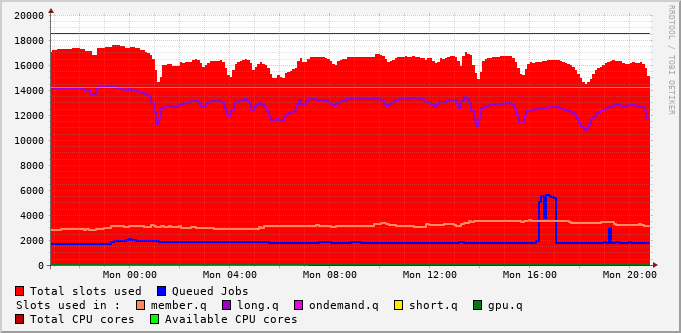 20000
18000
16000
14000
12000
10000
8000
6000
4000
2000
0
Mon 00:00 Mon 04:00 Mon 08:00 Mon 12:00 Mon 16:00 Mon 20:00
RRDTOOL / TOBI OETIKER
Total slots used Queued Jobs
Slots used in : member.q long.q ondemand.q short.q gpu.q
Total CPU cores Available CPU cores